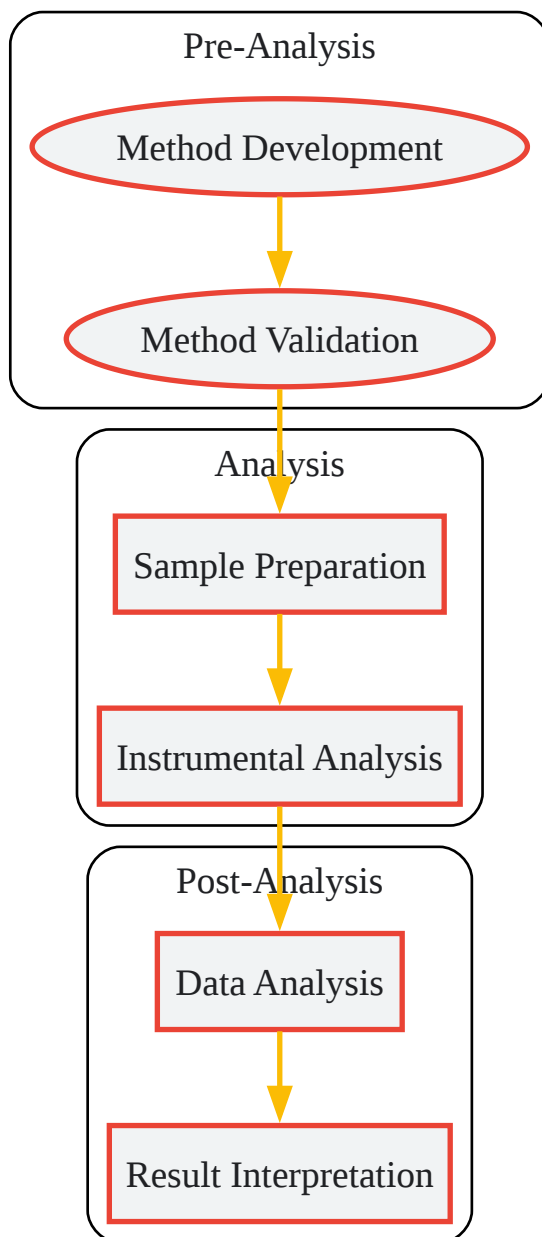 Pre-Analysis
Method Development
Method Validation
Analysis
Sample Preparation
Instrumental Analysis
Post-Analysis
Data Analysis
Result Interpretation